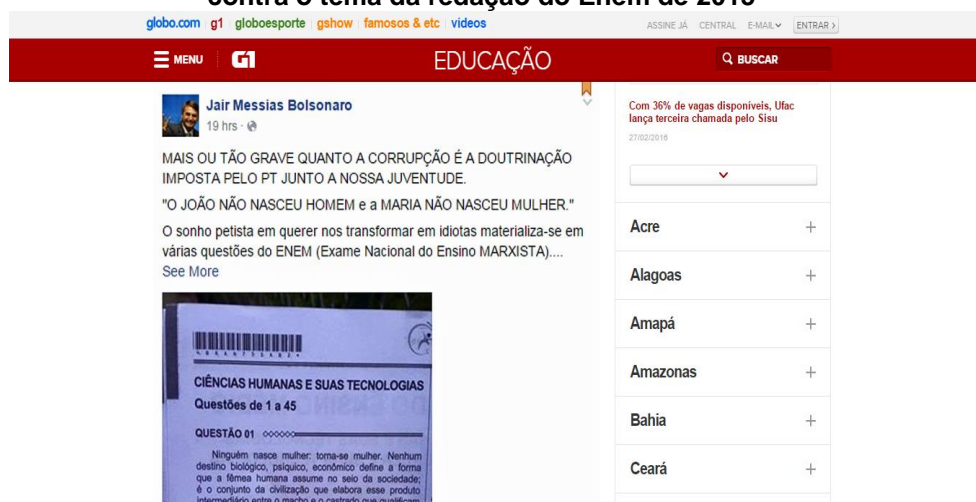 contra o tema da redação do Enem de 2015
globo.com g1 globoesporte gshow famosos & etc vídeos
ASSINE JÁ CENTRAL E-MAIL ENTRAR >
MENU G1 EDUCAÇÃO BUSCAR
Jair Messias Bolsonaro
19 hrs ·
MAIS OU TÃO GRAVE QUANTO A CORRUPÇÃO É A DOUTRINAÇÃO
IMPOSTA PELO PT JUNTO A NOSSA JUVENTUDE.
"O JOÃO NÃO NASCEU HOMEM e a MARIA NÃO NASCEU MULHER."
O sonho petista em querer nos transformar em idiotas materializa-se em
várias questões do ENEM (Exame Nacional do Ensino MARXISTA)....
See More
CIÊNCIAS HUMANAS E SUAS TECNOLOGIAS
Questões de 1 a 45
QUESTÃO 01
Ninguém nasce mulher: torna-se mulher. Nenhum
destino biológico, psíquico, econômico define a forma
que a fêmea humana assume no seio da sociedade;
é o conjunto da civilização que elabora esse produto
intermediário entre o macho e o castrado que qualificam
Com 36% de vagas disponíveis, Ufac
lança terceira chamada pelo Sisu
27/02/2016
Acre
Alagoas
Amapá
Amazonas
Bahia
Ceará